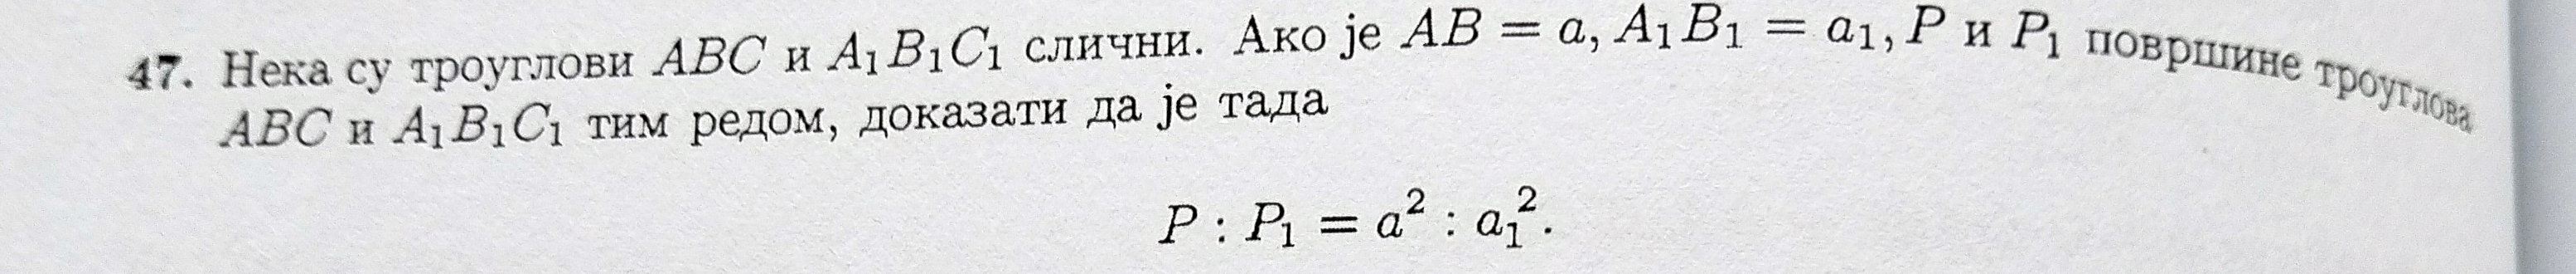 47. Нека су троуглови ABC и A₁B₁C₁ слични. Ако је AB = a, A₁B₁ = a₁, P и P₁ површине троуглова
ABC и A₁B₁C₁ тим редом, доказати да је тада
P : P₁ = a² : a₁².